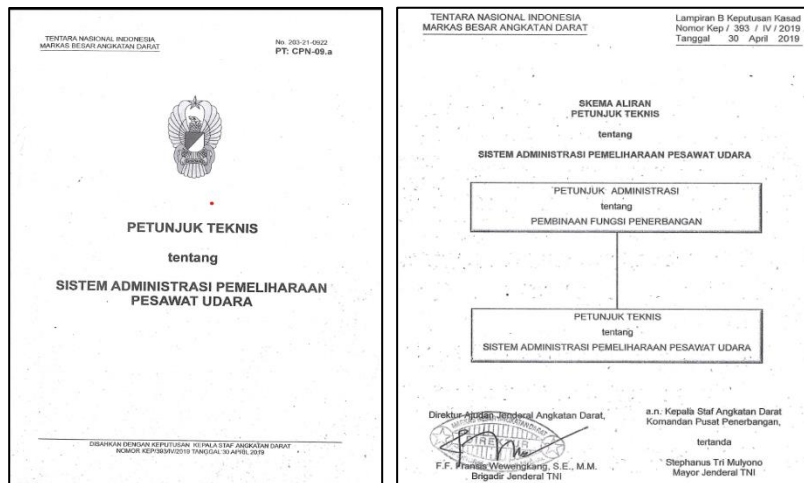 TENTARA NASIONAL INDONESIA
MARKAS BESAR ANGKATAN DARAT
No. 203-21-0922
PT: CPN-09.a
PETUNJUK TEKNIS
tentang
SISTEM ADMINISTRASI PEMELIHARAAN
PESAWAT UDARA
DISAHKAN DENGAN KEPUTUSAN KEPALA STAF ANGKATAN DARAT
NOMOR KEP/393/IV/2019 TANGGAL 30 APRIL 2019
TENTARA NASIONAL INDONESIA
MARKAS BESAR ANGKATAN DARAT
Lampiran B Keputusan Kasad
Nomor Kep / 393 / IV / 2019
Tanggal 30 April 2019
SKEMA ALIRAN
PETUNJUK TEKNIS
tentang
SISTEM ADMINISTRASI PEMELIHARAAN PESAWAT UDARA
PETUNJUK ADMINISTRASI
tentang
PEMBINAAN FUNGSI PENERBANGAN
PETUNJUK TEKNIS
tentang
SISTEM ADMINISTRASI PEMELIHARAAN PESAWAT UDARA
Direktur Ajudan Jenderal Angkatan Darat,
DIREKTUR
F.F. Fransis Wewengkang, S.E., M.M.
Brigadir Jenderal TNI
a.n. Kepala Staf Angkatan Darat
Komandan Pusat Penerbangan,
tertanda
Stephanus Tri Mulyono
Mayor Jenderal TNI